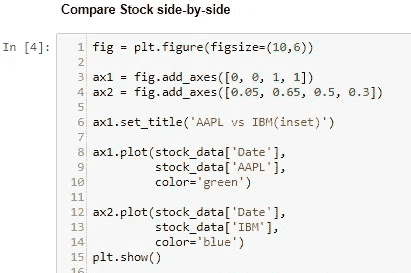 Compare Stock side-by-side
In [4]:
1 fig = plt.figure(figsize=(10,6))
2
3 ax1 = fig.add_axes([0, 0, 1, 1])
4 ax2 = fig.add_axes([0.05, 0.65, 0.5, 0.3])
5
6 ax1.set_title('AAPL vs IBM(inset)')
7
8 ax1.plot(stock_data['Date'],
9 stock_data['AAPL'],
10 color='green')
11
12 ax2.plot(stock_data['Date'],
13 stock_data['IBM'],
14 color='blue')
15 plt.show()
16